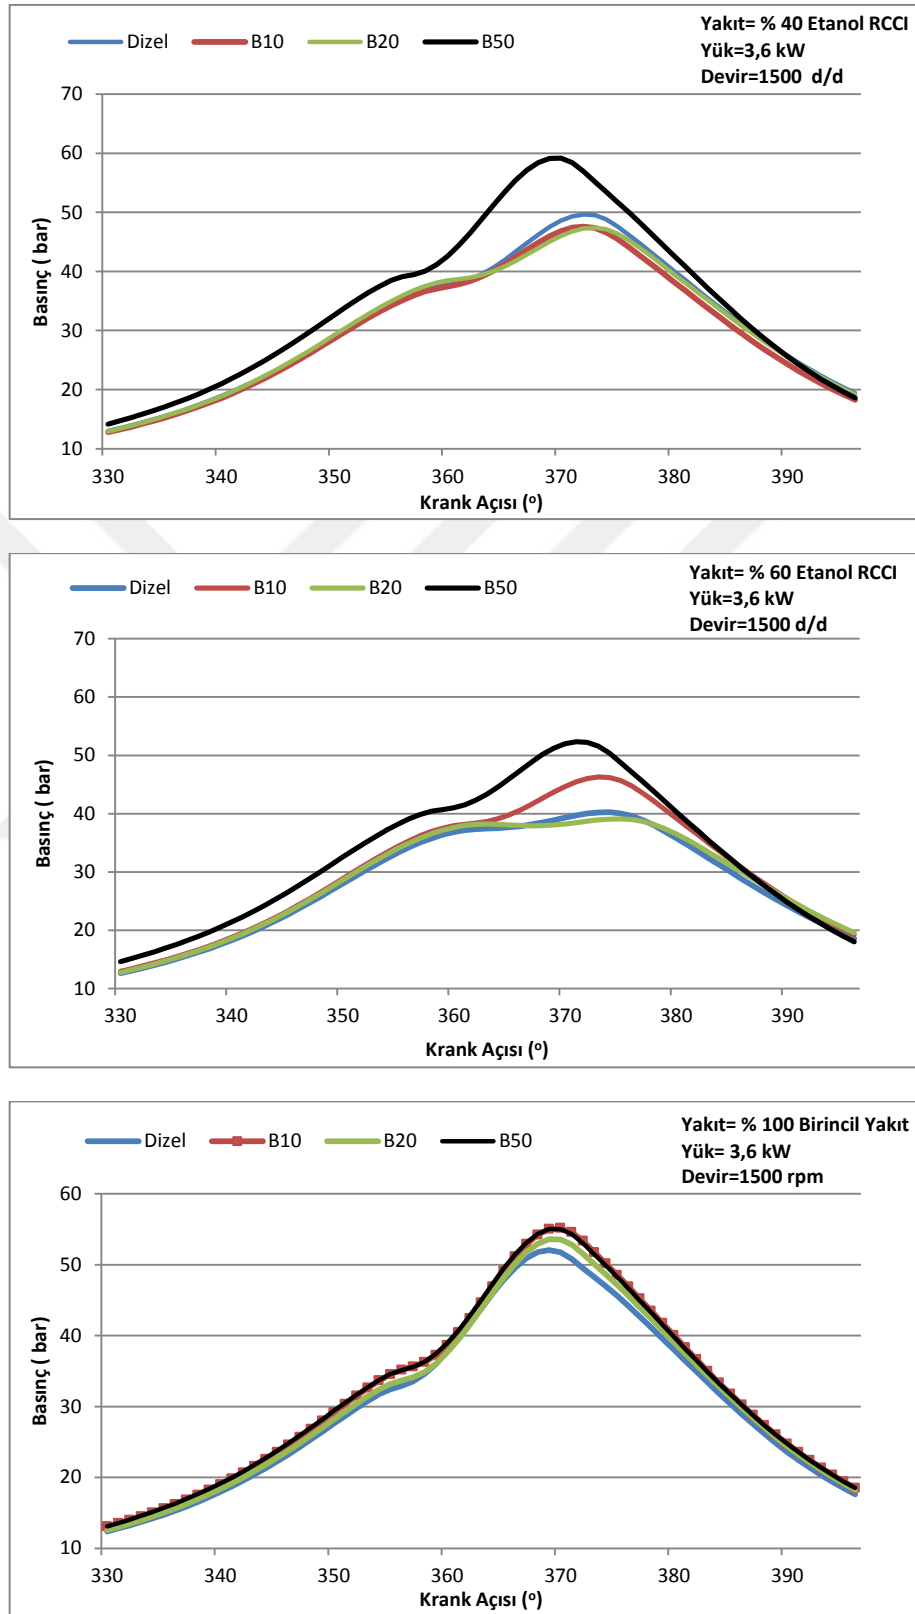 Dizel B10 B20 B50
Yakıt= % 40 Etanol RCCI
Yük=3,6 kW
Devir=1500 d/d
70
60
50
40
30
20
10
Basınç ( bar)
330 340 350 360 370 380 390
Krank Açısı (º)
Dizel B10 B20 B50
Yakıt= % 60 Etanol RCCI
Yük=3,6 kW
Devir=1500 d/d
70
60
50
40
30
20
10
Basınç ( bar)
330 340 350 360 370 380 390
Krank Açısı (º)
Dizel B10 B20 B50
Yakıt= % 100 Birincil Yakıt
Yük= 3,6 kW
Devir=1500 rpm
60
50
40
30
20
10
Basınç ( bar)
330 340 350 360 370 380 390
Krank Açısı (º)